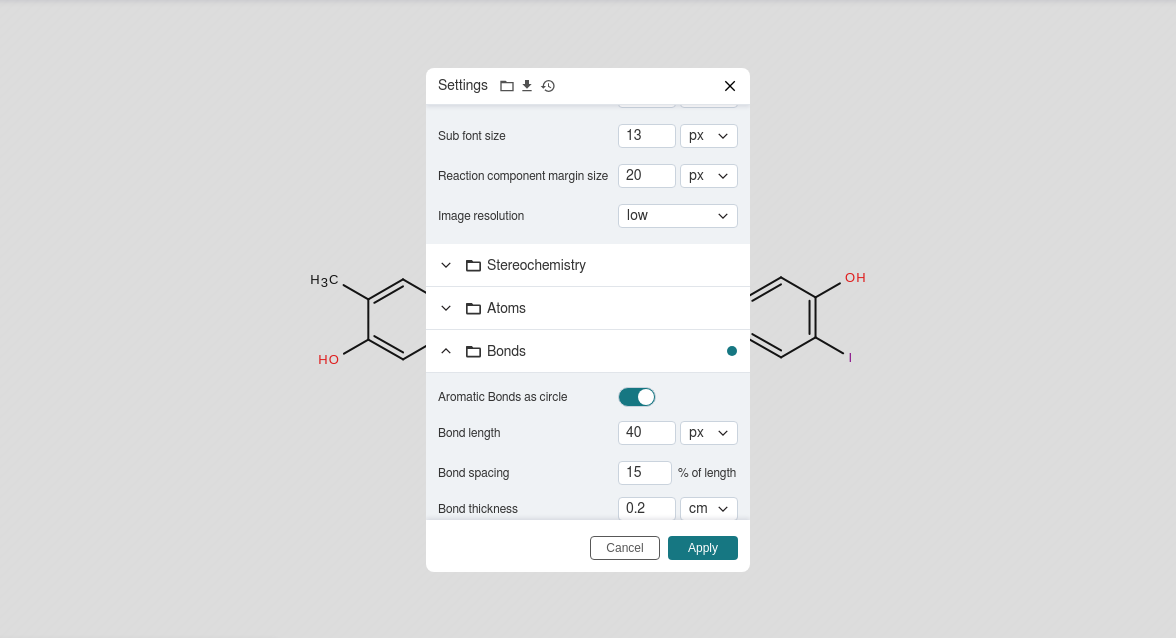 Settings
Sub font size 13 px
Reaction component margin size 20 px
Image resolution low
Stereochemistry
H3C
OH
Atoms
Bonds
HO
I
Aromatic Bonds as circle
Bond length 40 px
Bond spacing 15 % of length
Bond thickness 0.2 cm
Cancel Apply